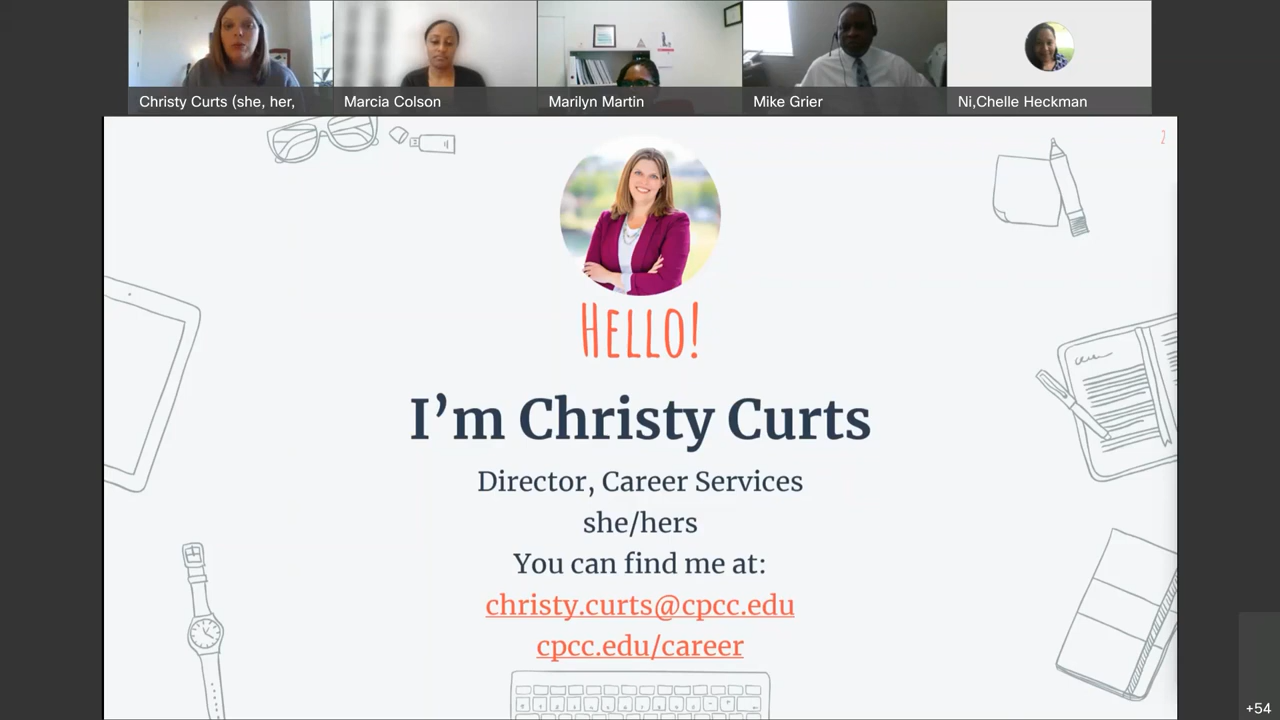 Christy Curts (she, her,
Marcia Colson
Marilyn Martin
Mike Grier
Ni,Chelle Heckman
2
HELLO!
I’m Christy Curts
Director, Career Services
she/hers
You can find me at:
christy.curts@cpcc.edu
cpcc.edu/career
+54